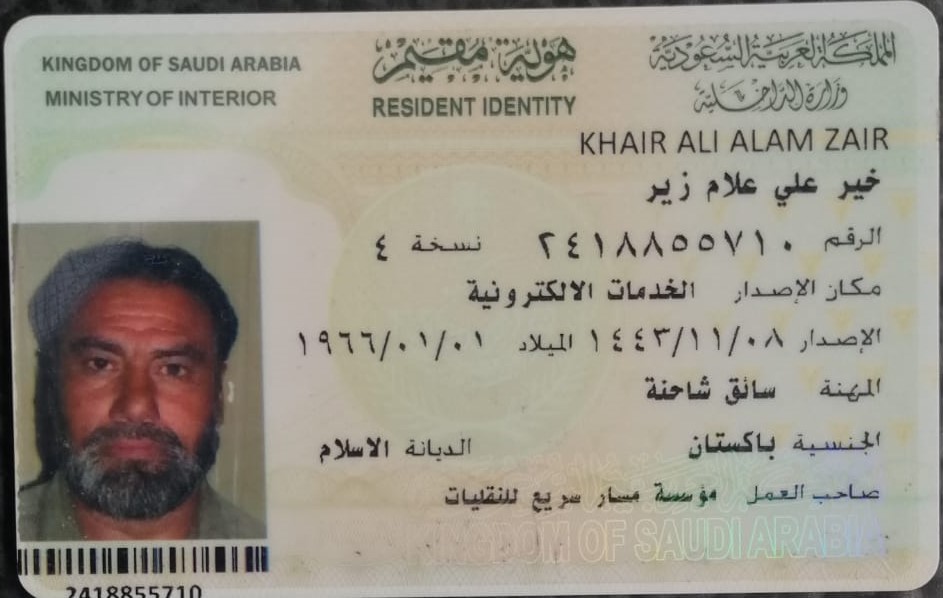 المملكة العربية السعودية
وزارة الداخلية
هوية مقيم
RESIDENT IDENTITY
KINGDOM OF SAUDI ARABIA
MINISTRY OF INTERIOR
KHAIR ALI ALAM ZAIR
خير علي علام زير
الرقم ٢٤١٨٨٥٥٧١٠ نسخة ٤
مكان الإصدار الخدمات الالكترونية
الإصدار ١٤٤٣/١١/٠٨ الميلاد ١٩٦٦/٠١/٠١
المهنة سائق شاحنة
الجنسية باكستان الديانة الاسلام
صاحب العمل مؤسسة مسار سريع للنقليات
KINGDOM OF SAUDI ARABIA
2418855710